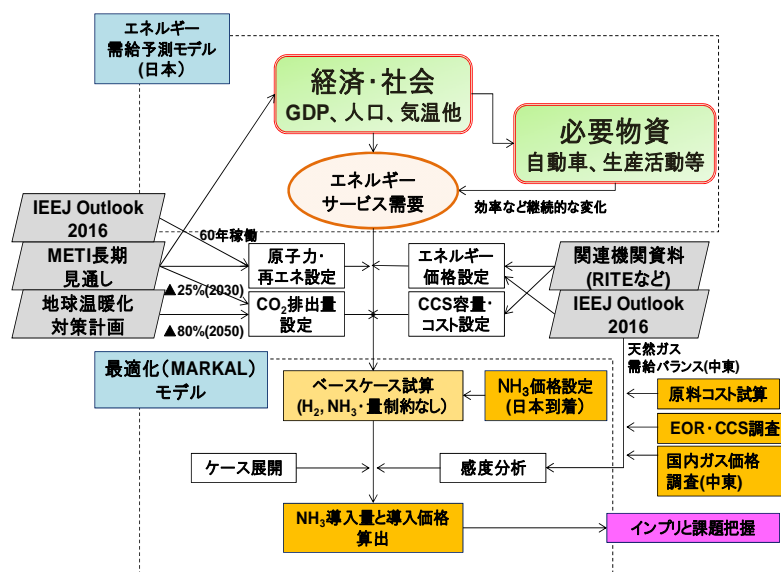 エネルギー
需給予測モデル
(日本)
経済･社会
GDP、人口、気温他
必要物資
自動車、生産活動等
エネルギー
サービス需要
効率など継続的な変化
IEEJ Outlook
2016
60年稼働
METI長期
見通し
原子力･
再エネ設定
エネルギー
価格設定
関連機関資料
(RITEなど)
▲25%(2030)
地球温暖化
対策計画
CO2排出量
設定
CCS容量･
コスト設定
IEEJ Outlook
2016
▲80%(2050)
天然ガス
需給バランス(中東)
最適化(MARKAL)
モデル
ベースケース試算
(H2, NH3･量制約なし)
NH3価格設定
(日本到着)
原料コスト試算
EOR･CCS調査
国内ガス価格
調査(中東)
ケース展開
感度分析
NH3導入量と導入価格
算出
インプリと課題把握